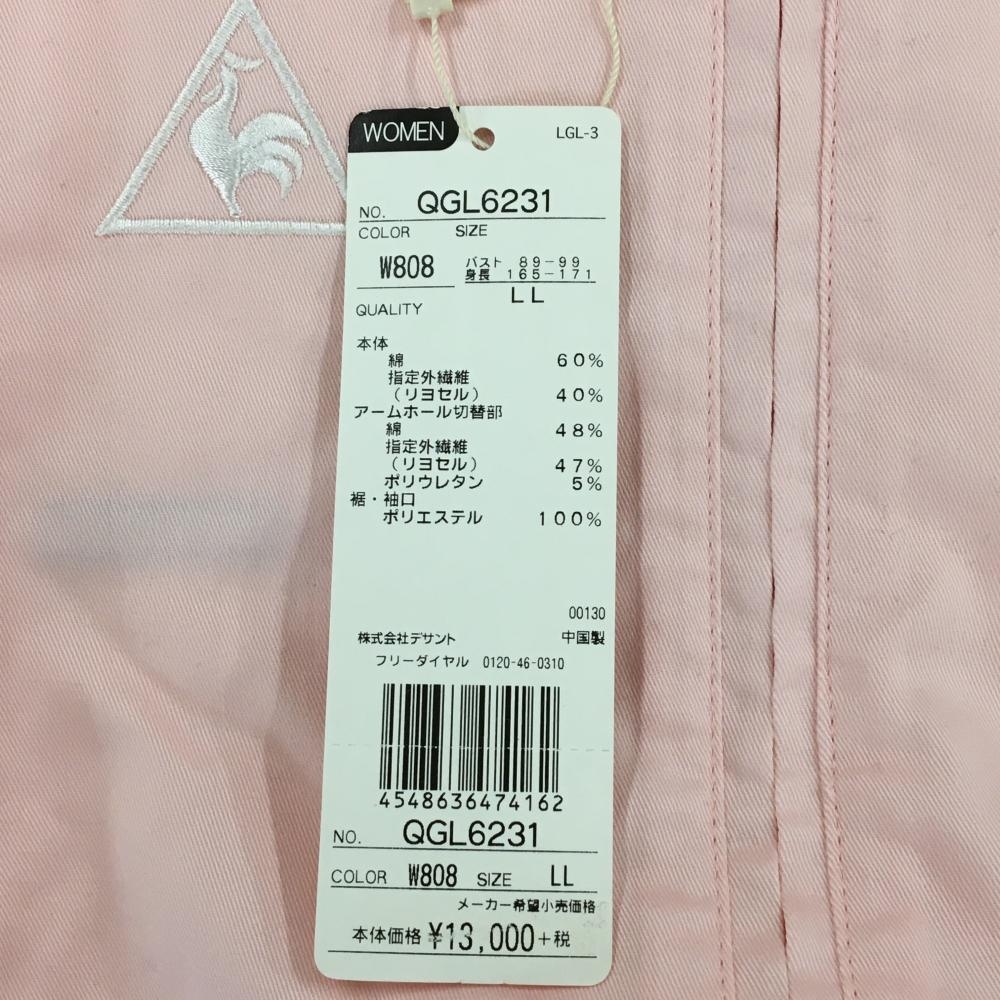 WOMEN
LGL-3
NO. QGL6231
COLOR SIZE
W808 バスト 89-99
身長 165-171
LL
QUALITY
本体
綿 60%
指定外繊維
(リヨセル) 40%
アームホール切替部
綿 48%
指定外繊維
(リヨセル) 47%
ポリウレタン 5%
裾・袖口
ポリエステル 100%
00130
株式会社デサント 中国製
フリーダイヤル 0120-46-0310
4548636474162
NO. QGL6231
COLOR W808 SIZE LL
メーカー希望小売価格
本体価格 ¥13,000+税